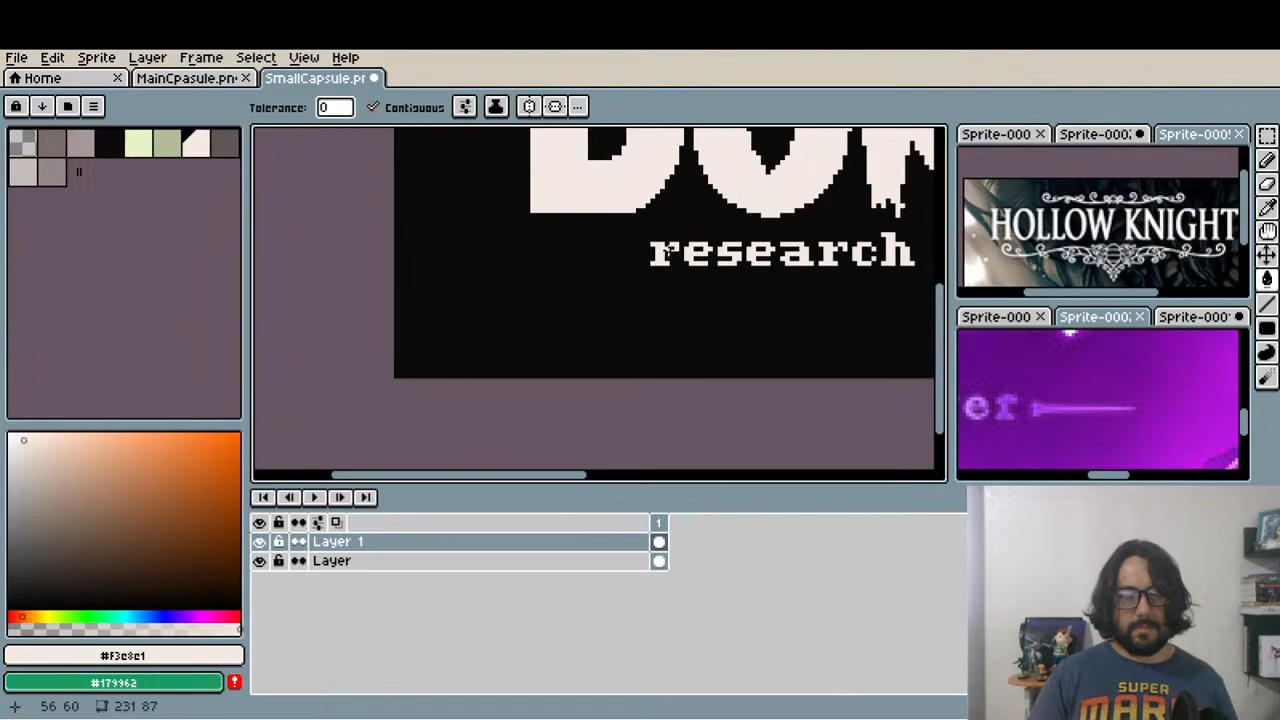 File Edit Sprite Layer Frame Select View Help
Home MainCpasule.pn SmallCapsule.pr
Tolerance: 0 Contiguous
research
Sprite-000 Sprite-000
HOLLOW KNIGHT
Sprite-000 Sprite-000 Sprite-000
er
1
Layer 1
Layer
#f3e8e1
#179962
56 60 231 87
SUPER